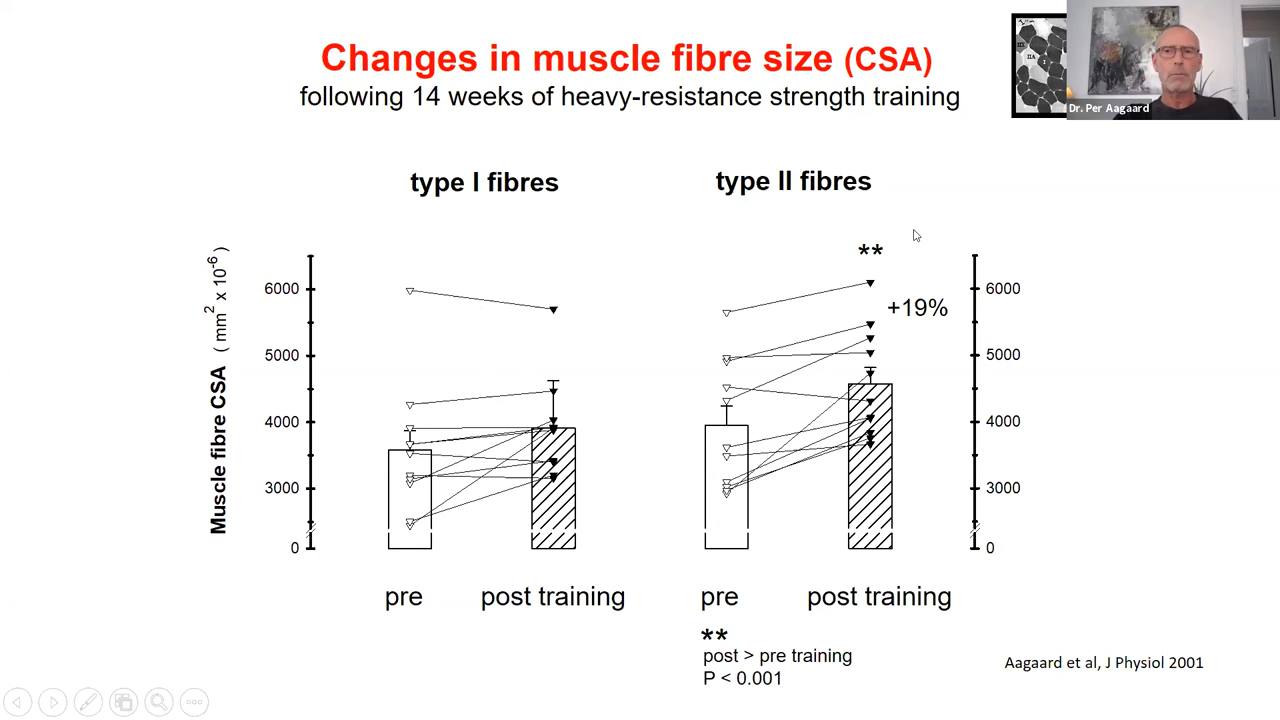 Changes in muscle fibre size (CSA)
following 14 weeks of heavy-resistance strength training
IIA
I
Dr. Per Aagaard
type I fibres
type II fibres
Muscle fibre CSA ( mm² x 10⁻⁶ )
6000
5000
4000
3000
0
**
+19%
6000
5000
4000
3000
0
pre
post training
pre
post training
**
post > pre training
P < 0.001
Aagaard et al, J Physiol 2001